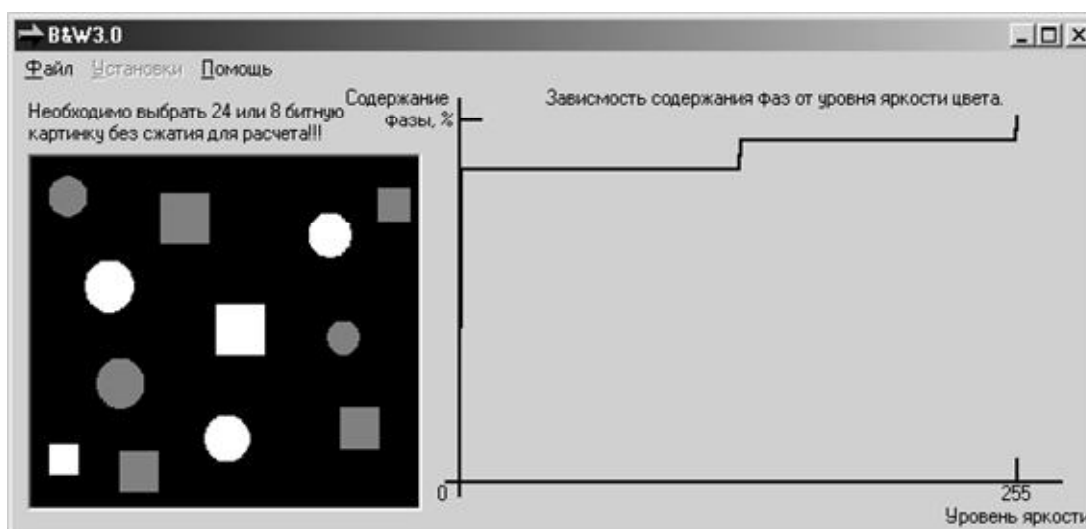 B&W3.0
Файл Установки Помощь
Необходимо выбрать 24 или 8 битную
картинку без сжатия для расчета!!!
Содержание
фазы, %
Зависмость содержания фаз от уровня яркости цвета.
0
255
Уровень яркости